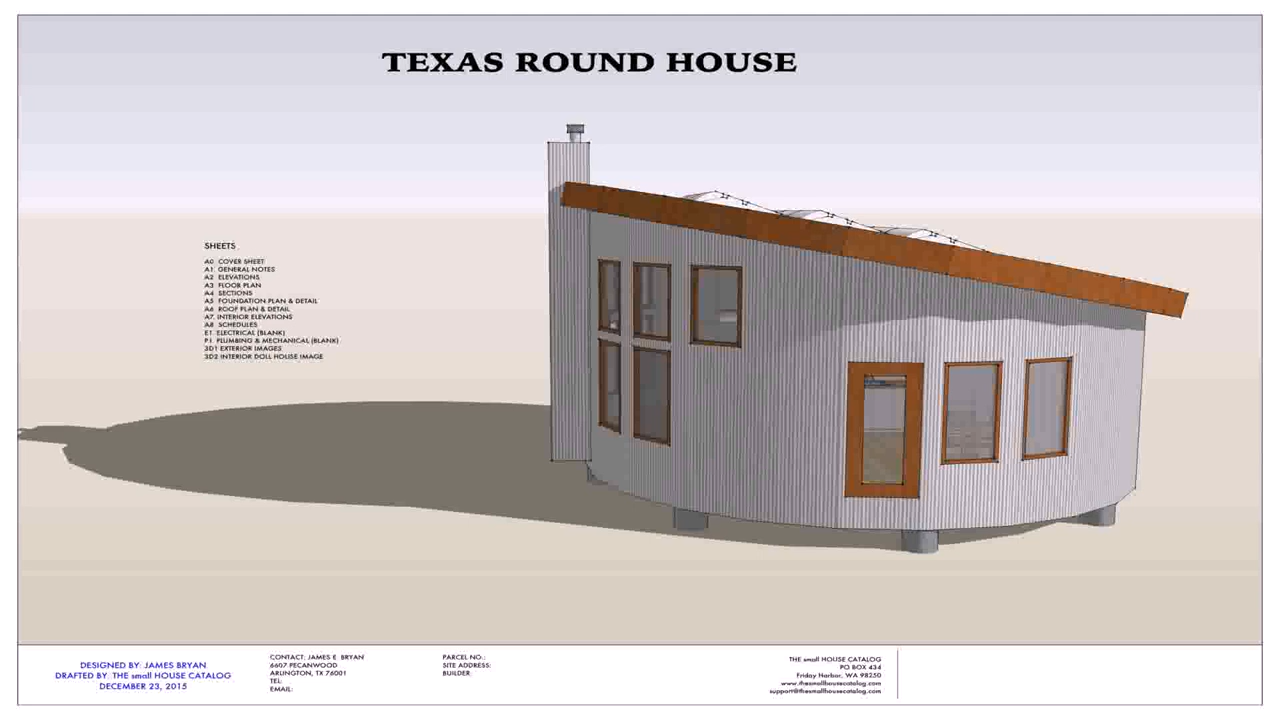 TEXAS ROUND HOUSE
SHEETS
A0 COVER SHEET
A1 GENERAL NOTES
A2 ELEVATIONS
A3 FLOOR PLAN
A4 SECTIONS
A5 FOUNDATION PLAN & DETAIL
A6 ROOF PLAN & DETAIL
A7 INTERIOR ELEVATIONS
A8 SCHEDULES
E1 ELECTRICAL (BLANK)
P1 PLUMBING & MECHANICAL (BLANK)
3D1 EXTERIOR IMAGES
3D2 INTERIOR DOLL HOUSE IMAGE
DESIGNED BY: JAMES BRYAN
DRAFTED BY: THE small HOUSE CATALOG
DECEMBER 23, 2015
CONTACT: JAMES E. BRYAN
6607 PECANWOOD
ARLINGTON, TX 76001
TEL:
EMAIL:
PARCEL NO.:
SITE ADDRESS:
BUILDER:
THE small HOUSE CATALOG
PO BOX 434
Friday Harbor, WA 98250
www.thesmallhousecatalog.com
support@thesmallhousecatalog.com